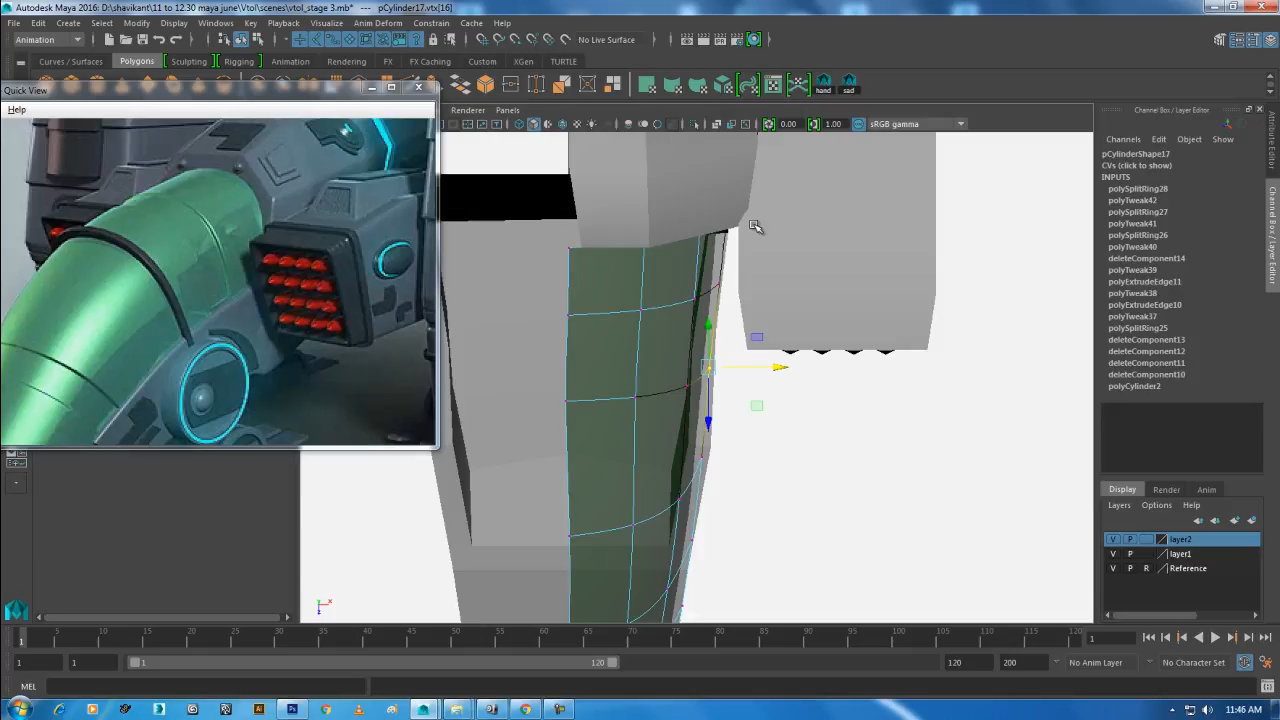 Autodesk Maya 2016: D:\shavikant\11 to 12 30 maya june\Vtol\scenes\vtol_stage 3.mb* --- pCylinder17.vtx[16]
File Edit Create Select Modify Display Windows Key Playback Visualize Anim Deform Constrain Cache Help
Animation No Live Surface
Curves / Surfaces Polygons Sculpting Rigging Animation Rendering FX FX Caching Custom XGen TURTLE
hand sad
Quick View
Help
Renderer Panels
0.00 1.00 sRGB gamma
Channel Box / Layer Editor
Channels Edit Object Show
pCylinderShape17
CVs (click to show)
INPUTS
polySplitRing28
polyTweak42
polySplitRing27
polyTweak41
polySplitRing26
polyTweak40
deleteComponent14
polyTweak39
polyExtrudeEdge11
polyTweak38
polyExtrudeEdge10
polyTweak37
polySplitRing25
deleteComponent13
deleteComponent12
deleteComponent11
deleteComponent10
polyCylinder2
Attribute Editor
Channel Box / Layer Editor
Display Render Anim
Layers Options Help
V P layer2
V P layer1
V P R Reference
5 10 15 20 25 30 35 40 45 50 55 60 65 70 75 80 85 90 95 100 105 110 115 120
1 1
1 1 1 120 120 200 No Anim Layer No Character Set
MEL
11:46 AM